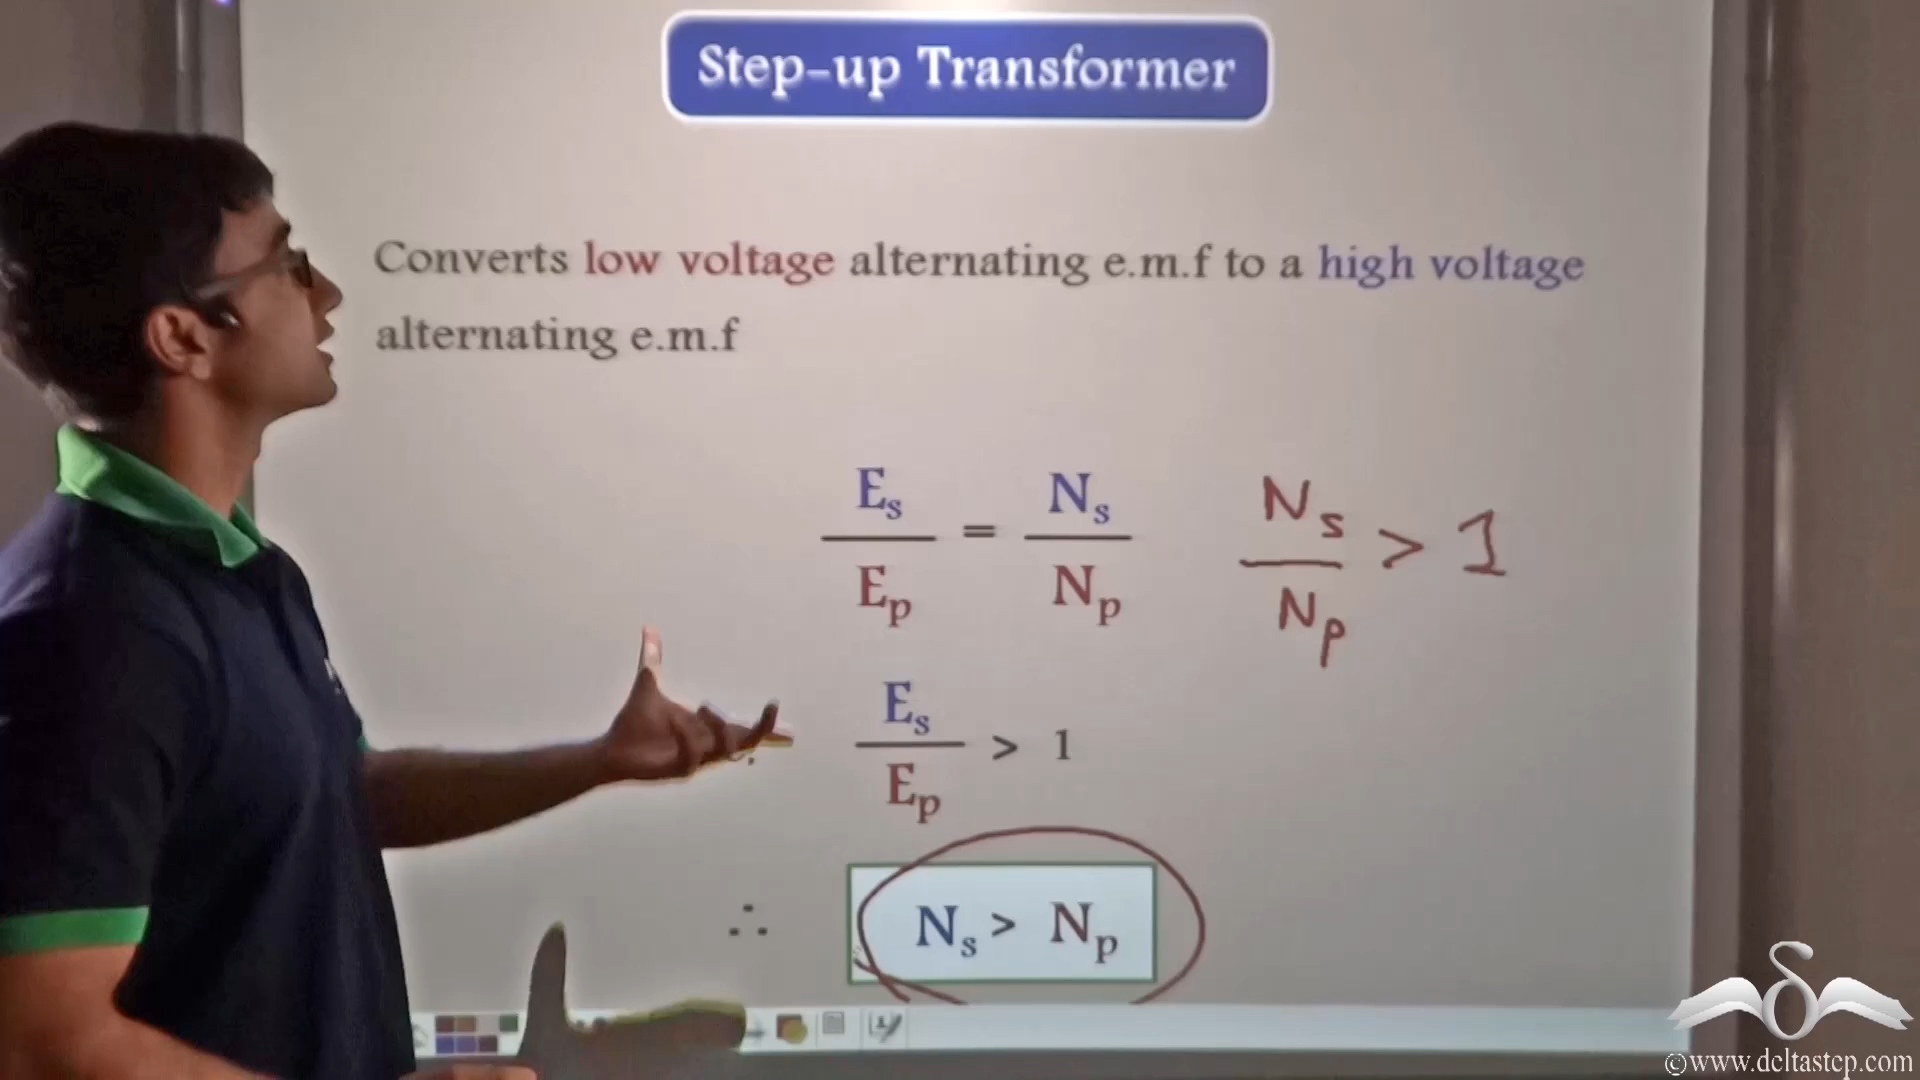 Step-up Transformer
Converts low voltage alternating e.m.f to a high voltage
alternating e.m.f
Es/Ep = Ns/Np
Ns/Np > 1
Es/Ep > 1
∴ Ns > Np
©www.deltastep.com